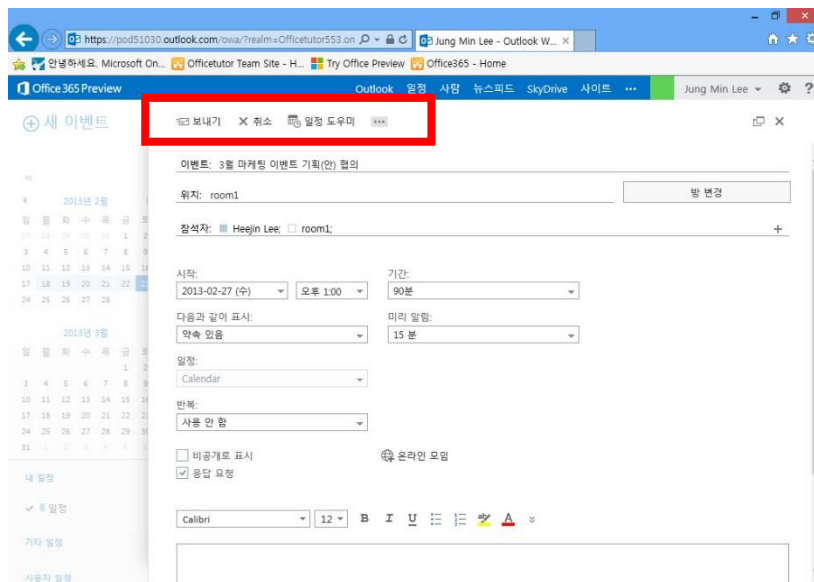 https://pod51030.outlook.com/owa/?realm=Officetutor553.on
Jung Min Lee - Outlook W...
안녕하세요. Microsoft On... Officetutor Team Site - H... Try Office Preview Office365 - Home
Office 365 Preview Outlook 일정 사람 뉴스피드 SkyDrive 사이트 ••• Jung Min Lee ?
새 이벤트 보내기 취소 일정 도우미 •••
이벤트: 3월 마케팅 이벤트 기획(안) 협의
위치: room1 방 변경
참석자: Heejin Lee; room1;
2013년 2월
일 월 화 수 목 금 토
1 2
3 4 5 6 7 8 9
10 11 12 13 14 15 16
17 18 19 20 21 22
24 25 26 27 28
시작: 기간:
2013-02-27 (수) 오후 1:00 90분
다음과 같이 표시: 미리 알림:
약속 있음 15 분
일정:
Calendar
반복:
사용 안 함
2013년 3월
일 월 화 수 목 금 토
1 2
3 4 5 6 7 8 9
10 11 12 13 14 15 16
17 18 19 20 21 22 23
24 25 26 27 28 29 30
31
비공개로 표시 온라인 모임
응답 요청
내 일정
일정
기타 일정
사용자 일정
Calibri 12 B I U aby A